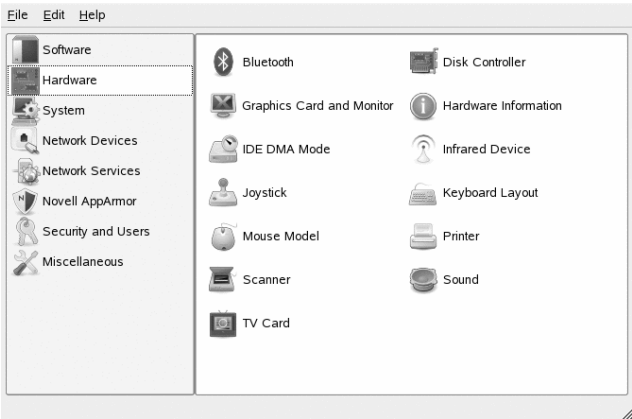 File Edit Help
Software
Hardware
System
Network Devices
Network Services
Novell AppArmor
Security and Users
Miscellaneous
Bluetooth
Disk Controller
Graphics Card and Monitor
Hardware Information
IDE DMA Mode
Infrared Device
Joystick
Keyboard Layout
Mouse Model
Printer
Scanner
Sound
TV Card